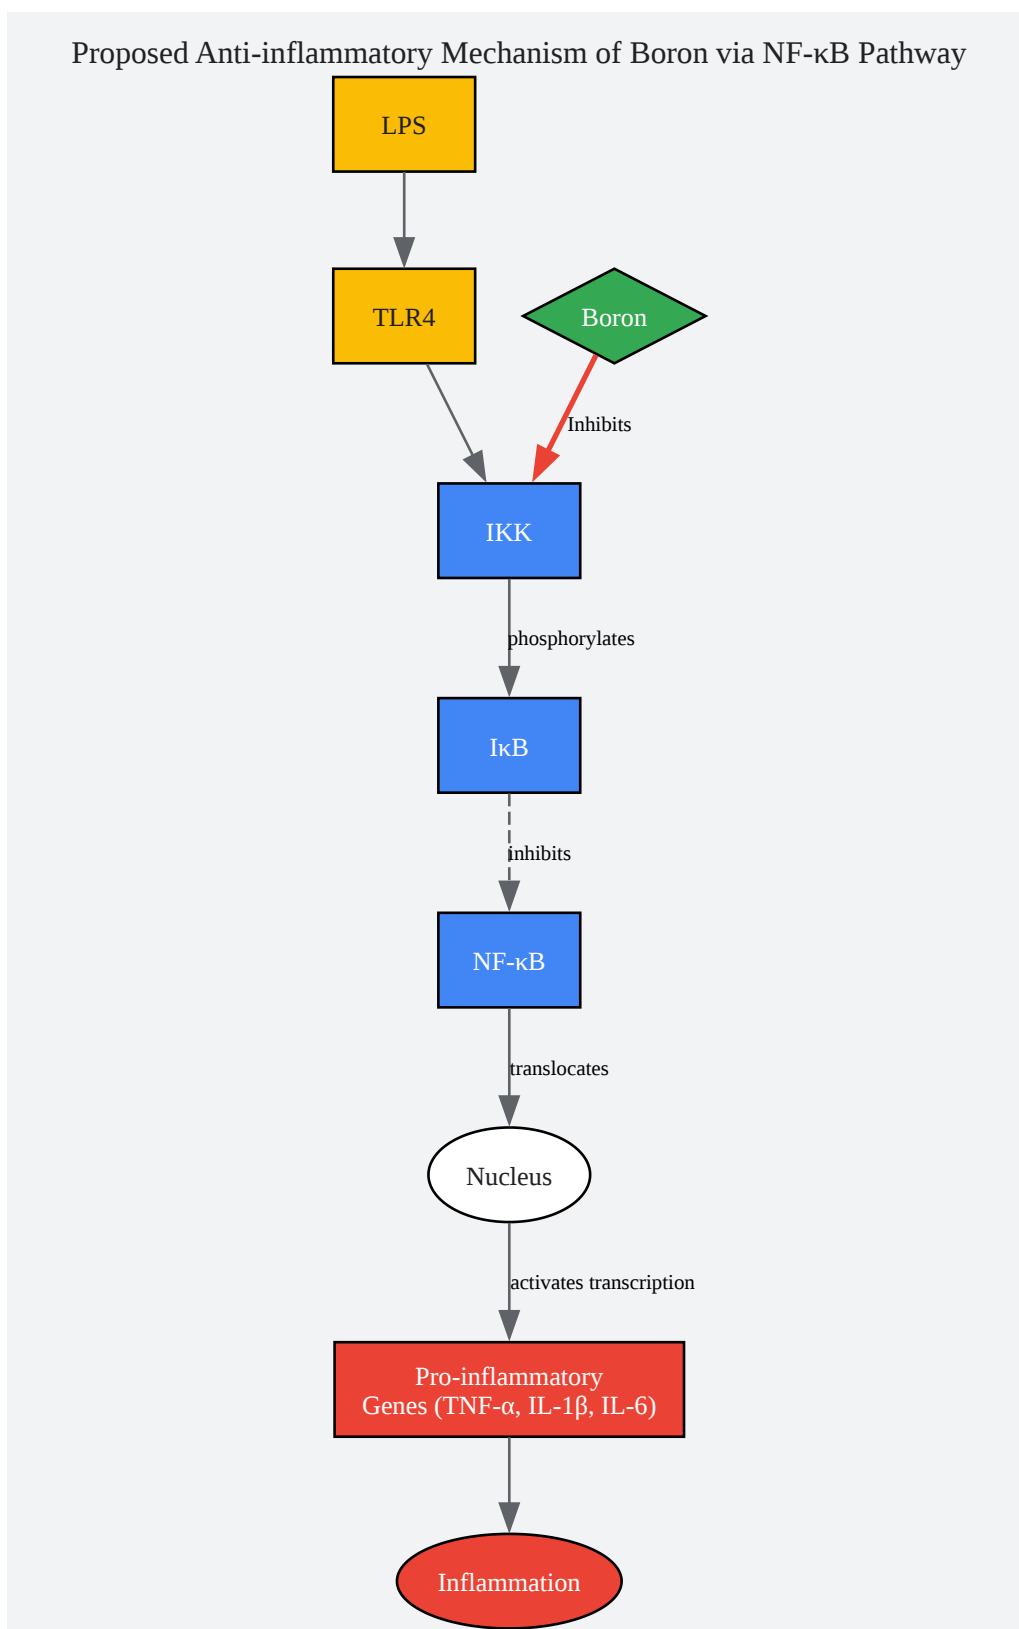 Proposed Anti-inflammatory Mechanism of Boron via NF-κB Pathway
LPS
TLR4
Boron
Inhibits
IKK
phosphorylates
IκB
inhibits
NF-κB
translocates
Nucleus
activates transcription
Pro-inflammatory
Genes (TNF-α, IL-1β, IL-6)
Inflammation